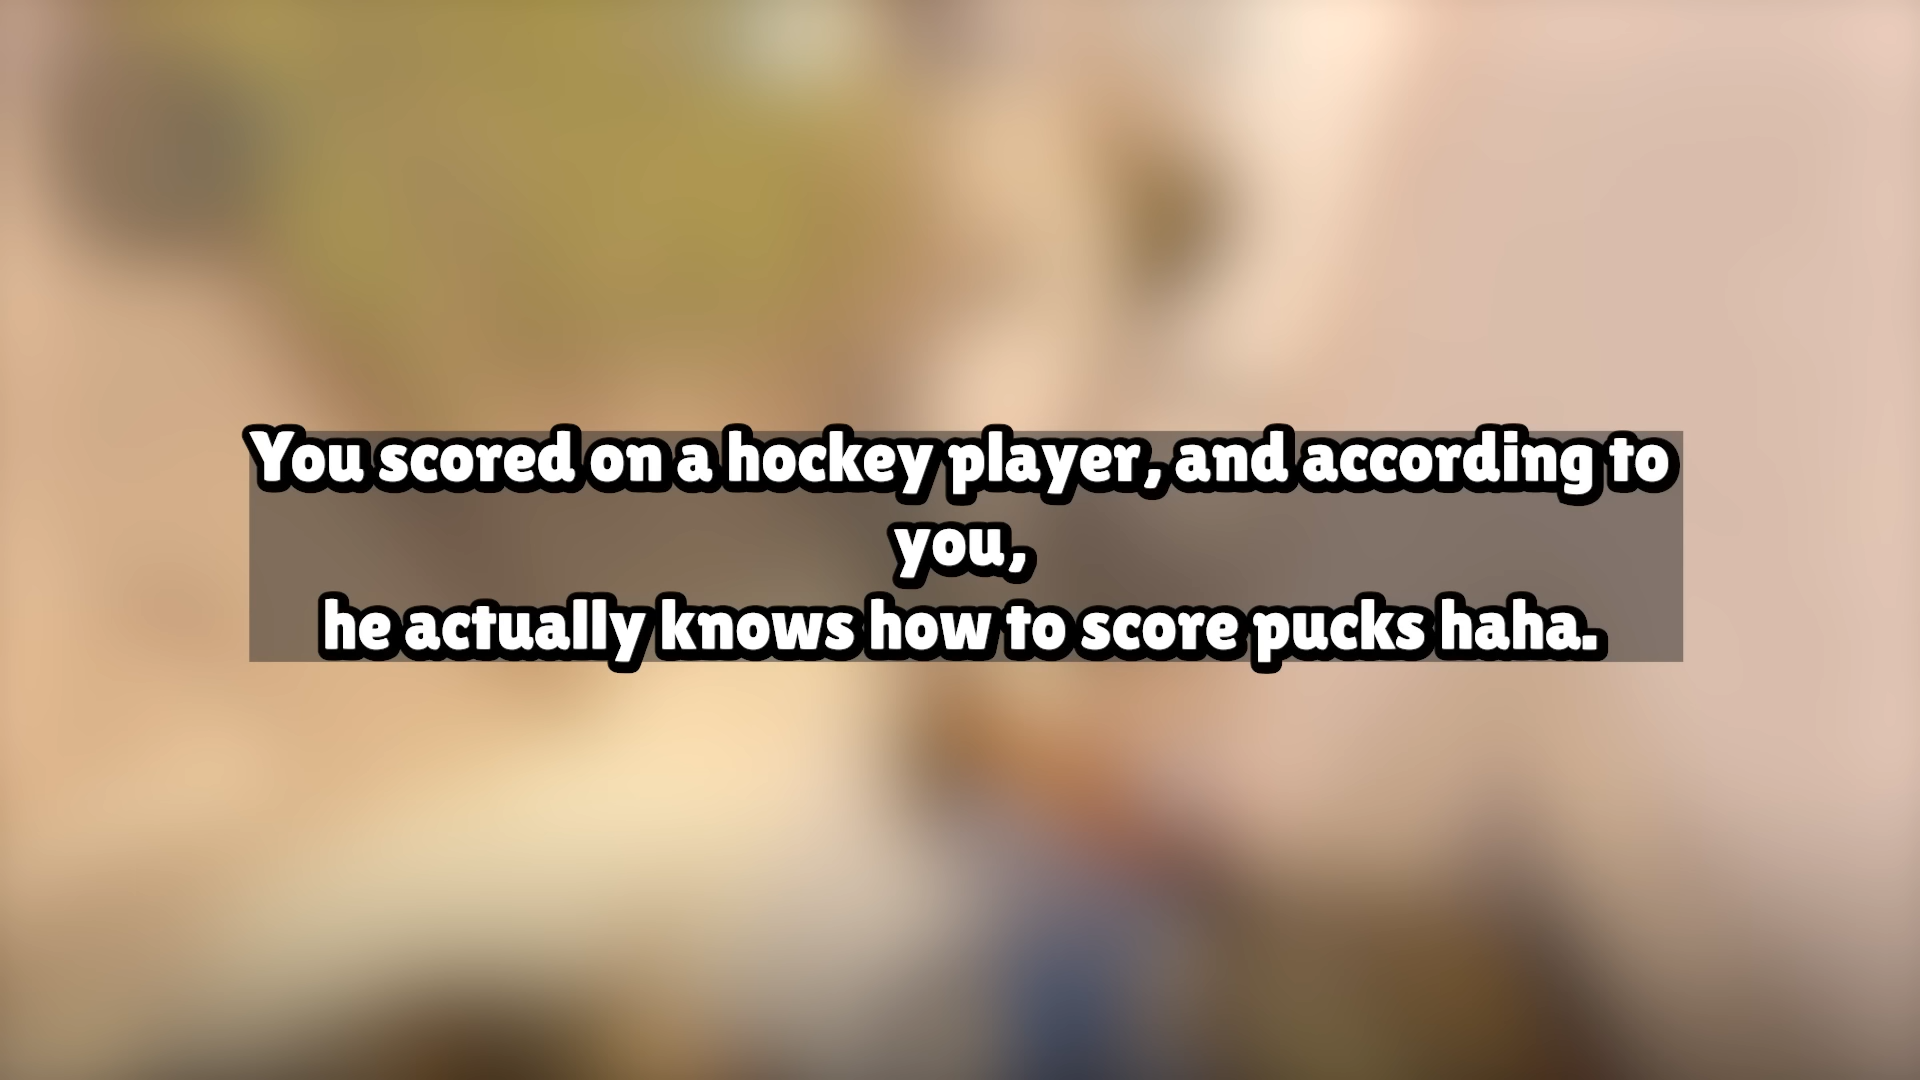 You scored on a hockey player, and according to
you,
he actually knows how to score pucks haha.